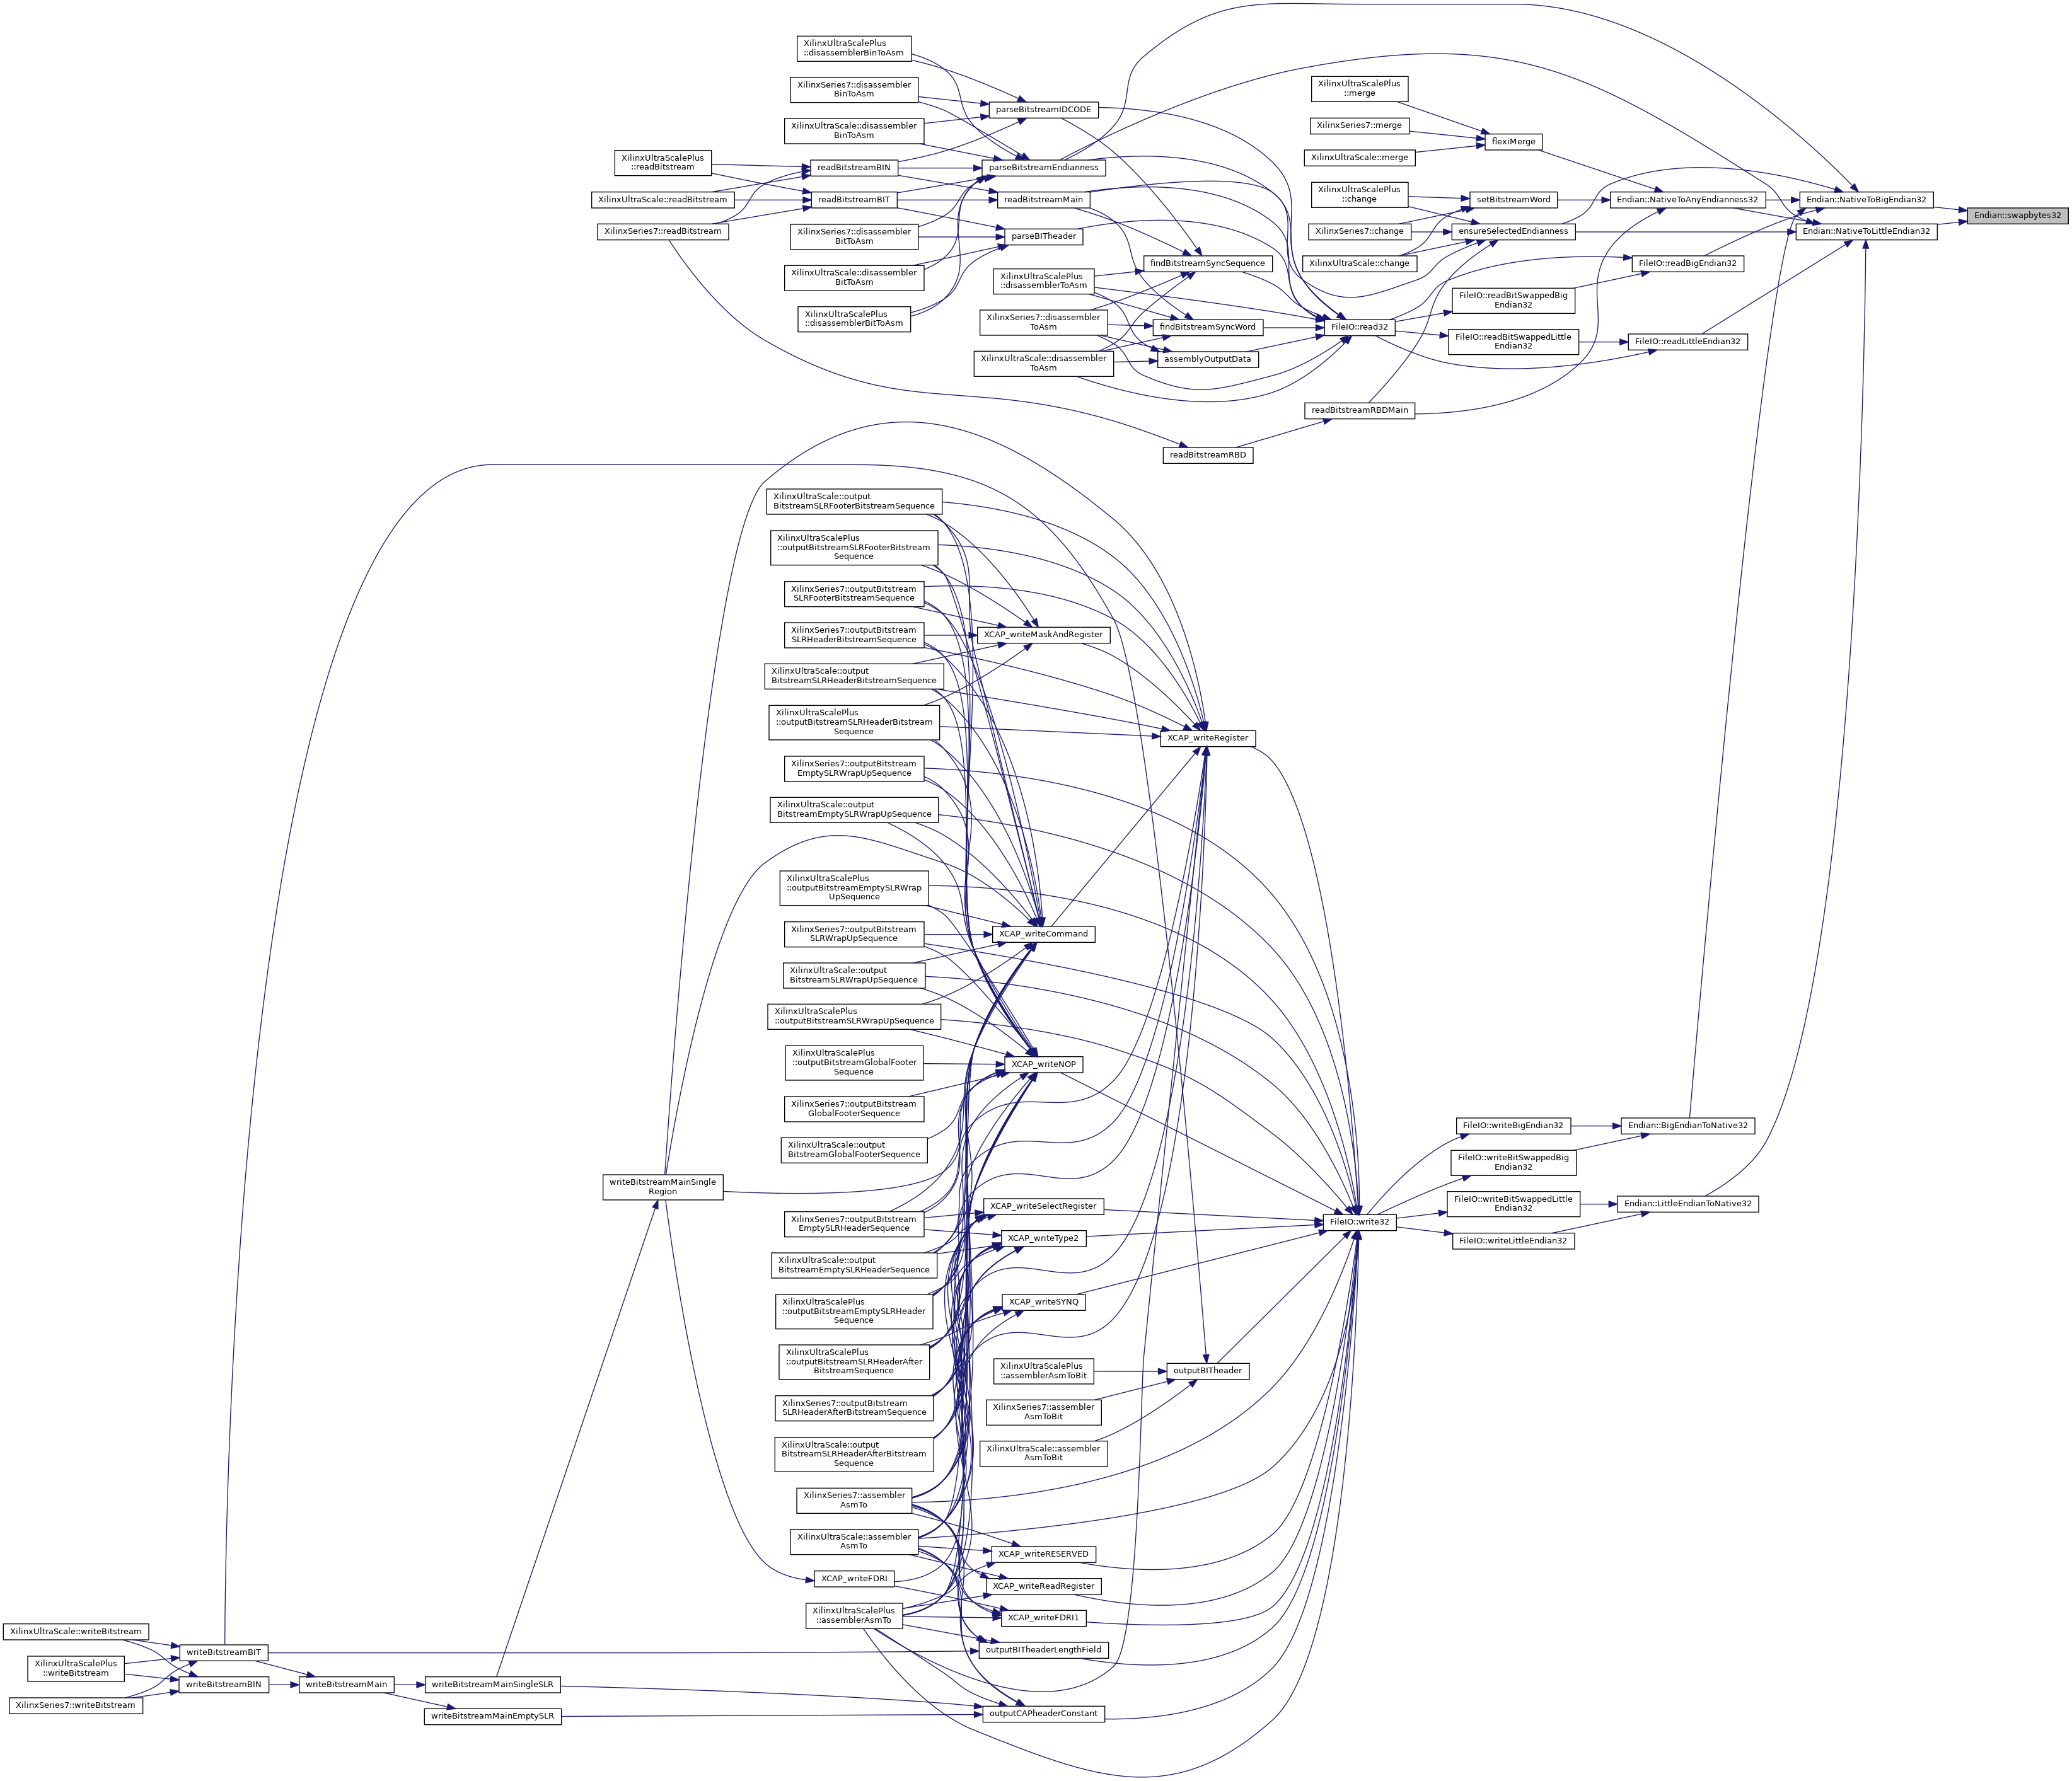 XilinxUltraScalePlus
::disassemblerBinToAsm
XilinxSeries7::disassembler
BinToAsm
XilinxUltraScale::disassembler
BinToAsm
XilinxUltraScalePlus
::readBitstream
XilinxUltraScale::readBitstream
XilinxSeries7::readBitstream
readBitstreamBIN
readBitstreamBIT
XilinxSeries7::disassembler
BitToAsm
XilinxUltraScale::disassembler
BitToAsm
XilinxUltraScalePlus
::disassemblerBitToAsm
parseBitstreamIDCODE
parseBitstreamEndianness
readBitstreamMain
parseBITheader
XilinxUltraScalePlus
::disassemblerToAsm
XilinxSeries7::disassembler
ToAsm
XilinxUltraScale::disassembler
ToAsm
findBitstreamSyncSequence
findBitstreamSyncWord
assemblyOutputData
XilinxUltraScalePlus
::merge
XilinxSeries7::merge
XilinxUltraScale::merge
XilinxUltraScalePlus
::change
XilinxSeries7::change
XilinxUltraScale::change
FileIO::read32
readBitstreamRBDMain
readBitstreamRBD
flexiMerge
setBitstreamWord
ensureSelectedEndianness
FileIO::readBitSwappedBig
Endian32
FileIO::readBitSwappedLittle
Endian32
Endian::NativeToAnyEndianness32
FileIO::readBigEndian32
FileIO::readLittleEndian32
Endian::NativeToBigEndian32
Endian::NativeToLittleEndian32
Endian::swapbytes32
XilinxUltraScale::output
BitstreamSLRFooterBitstreamSequence
XilinxUltraScalePlus
::outputBitstreamSLRFooterBitstream
Sequence
XilinxSeries7::outputBitstream
SLRFooterBitstreamSequence
XilinxSeries7::outputBitstream
SLRHeaderBitstreamSequence
XilinxUltraScale::output
BitstreamSLRHeaderBitstreamSequence
XilinxUltraScalePlus
::outputBitstreamSLRHeaderBitstream
Sequence
XilinxSeries7::outputBitstream
EmptySLRWrapUpSequence
XilinxUltraScale::output
BitstreamEmptySLRWrapUpSequence
XilinxUltraScalePlus
::outputBitstreamEmptySLRWrap
UpSequence
XilinxSeries7::outputBitstream
SLRWrapUpSequence
XilinxUltraScale::output
BitstreamSLRWrapUpSequence
XilinxUltraScalePlus
::outputBitstreamSLRWrapUpSequence
XilinxUltraScalePlus
::outputBitstreamGlobalFooter
Sequence
XilinxSeries7::outputBitstream
GlobalFooterSequence
XilinxUltraScale::output
BitstreamGlobalFooterSequence
writeBitstreamMainSingle
Region
XilinxSeries7::outputBitstream
EmptySLRHeaderSequence
XilinxUltraScale::output
BitstreamEmptySLRHeaderSequence
XilinxUltraScalePlus
::outputBitstreamEmptySLRHeader
Sequence
XilinxUltraScalePlus
::outputBitstreamSLRHeaderAfter
BitstreamSequence
XilinxSeries7::outputBitstream
SLRHeaderAfterBitstreamSequence
XilinxUltraScale::output
BitstreamSLRHeaderAfterBitstream
Sequence
XilinxSeries7::assembler
AsmTo
XilinxUltraScale::assembler
AsmTo
XCAP_writeFDRI
XilinxUltraScalePlus
::assemblerAsmTo
XCAP_writeMaskAndRegister
XCAP_writeRegister
XCAP_writeCommand
XCAP_writeNOP
XCAP_writeSelectRegister
XCAP_writeType2
XCAP_writeSYNQ
outputBITheader
XilinxUltraScalePlus
::assemblerAsmToBit
XilinxSeries7::assembler
AsmToBit
XilinxUltraScale::assembler
AsmToBit
XCAP_writeRESERVED
XCAP_writeReadRegister
XCAP_writeFDRI1
outputBITheaderLengthField
outputCAPheaderConstant
FileIO::write32
FileIO::writeBigEndian32
FileIO::writeBitSwappedBig
Endian32
FileIO::writeBitSwappedLittle
Endian32
FileIO::writeLittleEndian32
Endian::BigEndianToNative32
Endian::LittleEndianToNative32
XilinxUltraScale::writeBitstream
XilinxUltraScalePlus
::writeBitstream
XilinxSeries7::writeBitstream
writeBitstreamBIT
writeBitstreamBIN
writeBitstreamMain
writeBitstreamMainSingleSLR
writeBitstreamMainEmptySLR